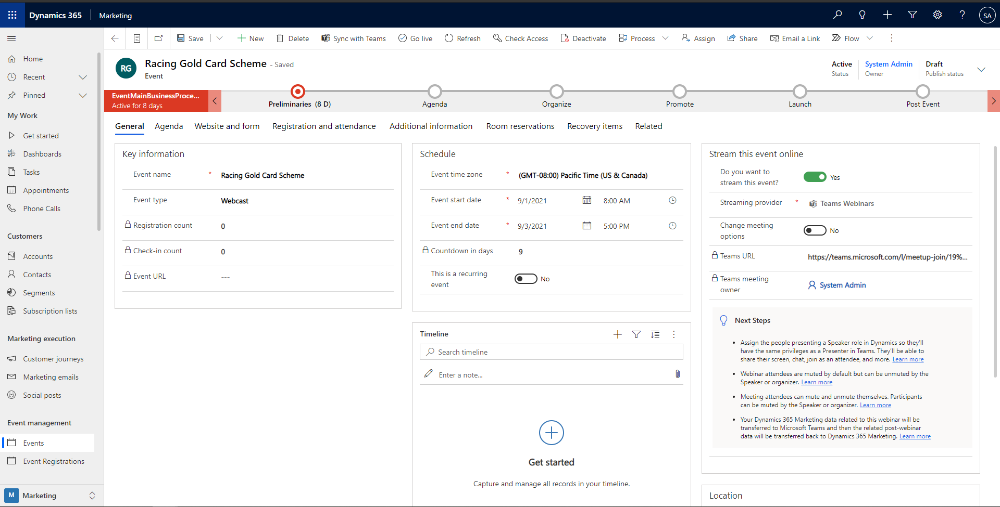 Dynamics 365
Marketing
SA
Save
New
Delete
Sync with Teams
Go live
Refresh
Check Access
Deactivate
Process
Assign
Share
Email a Link
Flow
Home
Recent
Pinned
My Work
Get started
Dashboards
Tasks
Appointments
Phone Calls
Customers
Accounts
Contacts
Segments
Subscription lists
Marketing execution
Customer journeys
Marketing emails
Social posts
Event management
Events
Event Registrations
M
Marketing
RG
Racing Gold Card Scheme - Saved
Event
Active
Status
System Admin
Owner
Draft
Publish status
EventMainBusinessProce...
Active for 8 days
Preliminaries (8 D)
Agenda
Organize
Promote
Launch
Post Event
General
Agenda
Website and form
Registration and attendance
Additional information
Room reservations
Recovery items
Related
Key information
Event name * Racing Gold Card Scheme
Event type Webcast
Registration count 0
Check-in count 0
Event URL ---
Schedule
Event time zone * (GMT-08:00) Pacific Time (US & Canada)
Event start date * 9/1/2021 8:00 AM
Event end date * 9/3/2021 5:00 PM
Countdown in days 9
This is a recurring
event
No
Timeline
Search timeline
Enter a note...
Get started
Capture and manage all records in your timeline.
Stream this event online
Do you want to
stream this event?
Yes
Streaming provider * Teams Webinars
Change meeting
options
No
Teams URL https://teams.microsoft.com/l/meetup-join/19%...
Teams meeting
owner
System Admin
Next Steps
• Assign the people presenting a Speaker role in Dynamics so they'll
have the same privileges as a Presenter in Teams. They'll be able to
share their screen, chat, join as an attendee, and more. Learn more
• Webinar attendees are muted by default but can be unmuted by the
Speaker or organizer. Learn more
• Meeting attendees can mute and unmute themselves. Participants
can be muted by the Speaker or organizer. Learn more
• Your Dynamics 365 Marketing data related to this webinar will be
transferred to Microsoft Teams and then the related post-webinar
data will be transferred back to Dynamics 365 Marketing. Learn more
Location